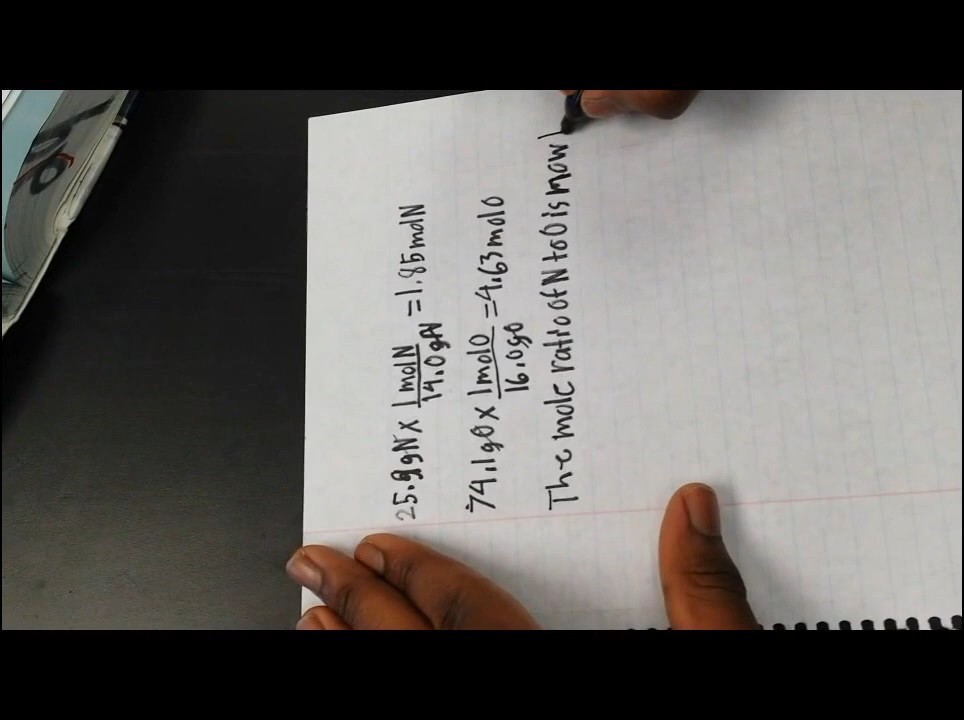 25.9gN x 1molN/14.0gN = 1.85molN
74.1gO x 1molO/16.0gO = 4.63molO
The mole ratio of N to O is now